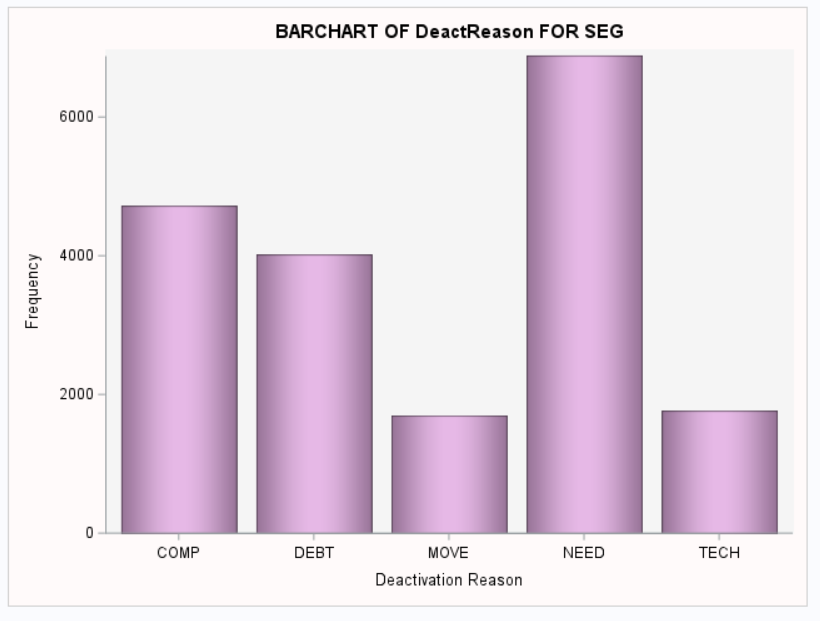 BARCHART OF DeactReason FOR SEG
6000
4000
2000
0
Frequency
COMP DEBT MOVE NEED TECH
Deactivation Reason